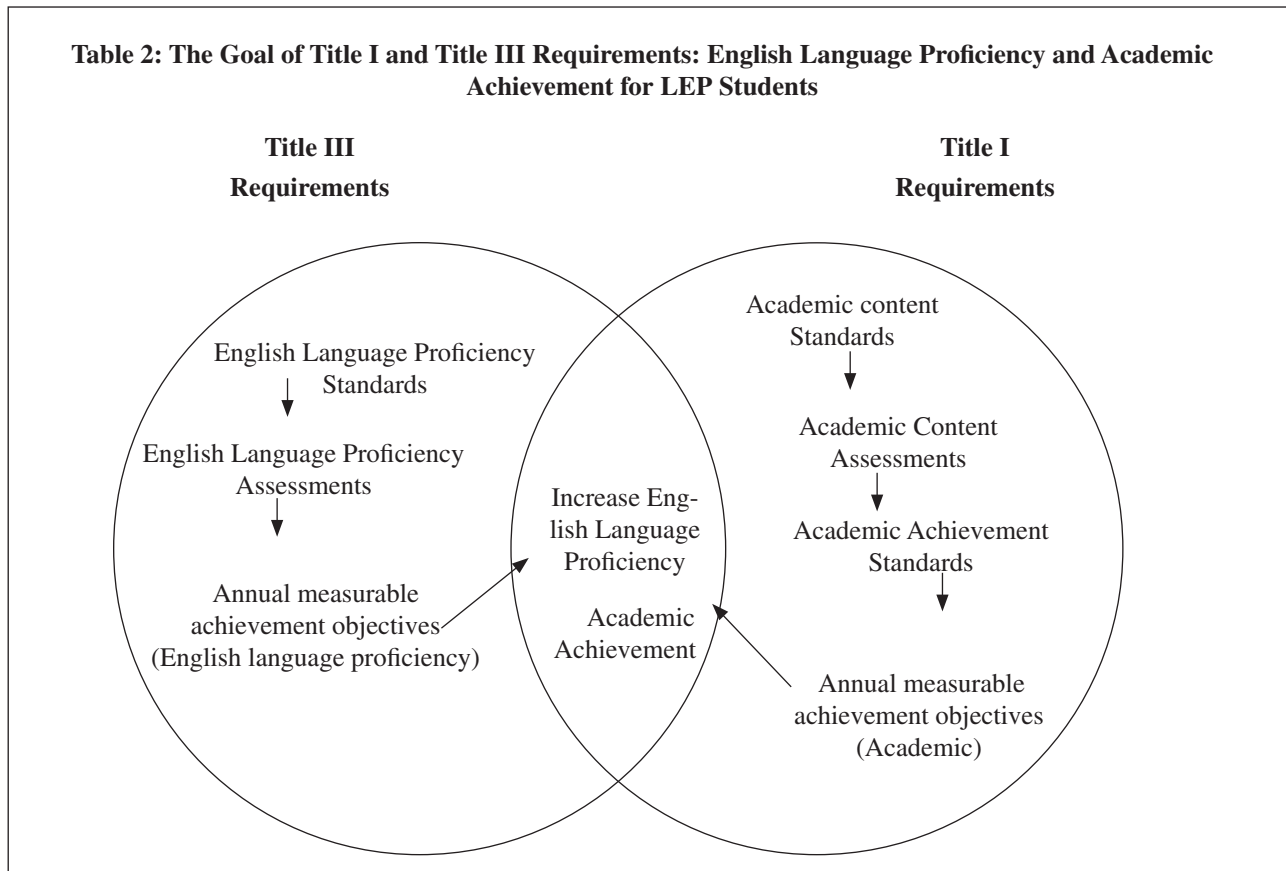 Table 2: The Goal of Title I and Title III Requirements: English Language Proficiency and Academic
Achievement for LEP Students
Title III
Requirements
Title I
Requirements
English Language Proficiency
Standards
English Language Proficiency
Assessments
Annual measurable
achievement objectives
(English language proficiency)
Increase Eng-
lish Language
Proficiency
Academic
Achievement
Academic content
Standards
Academic Content
Assessments
Academic Achievement
Standards
Annual measurable
achievement objectives
(Academic)